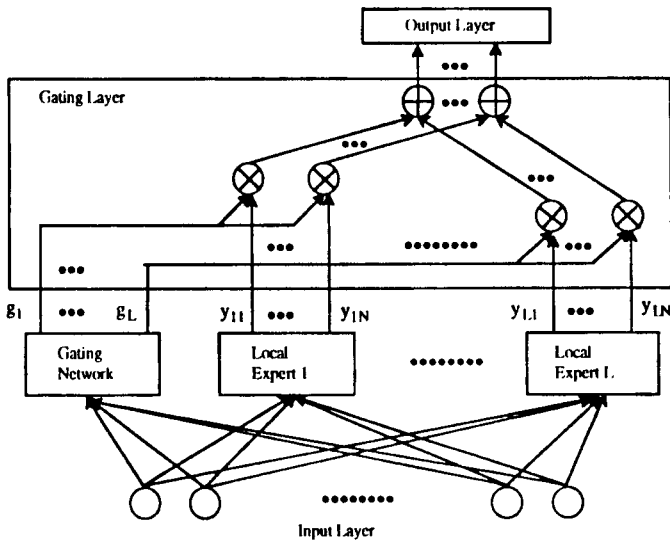 Output Layer
Gating Layer
g1 gL y11 y1N yL1 yLN
Gating Network
Local Expert 1
Local Expert L
Input Layer